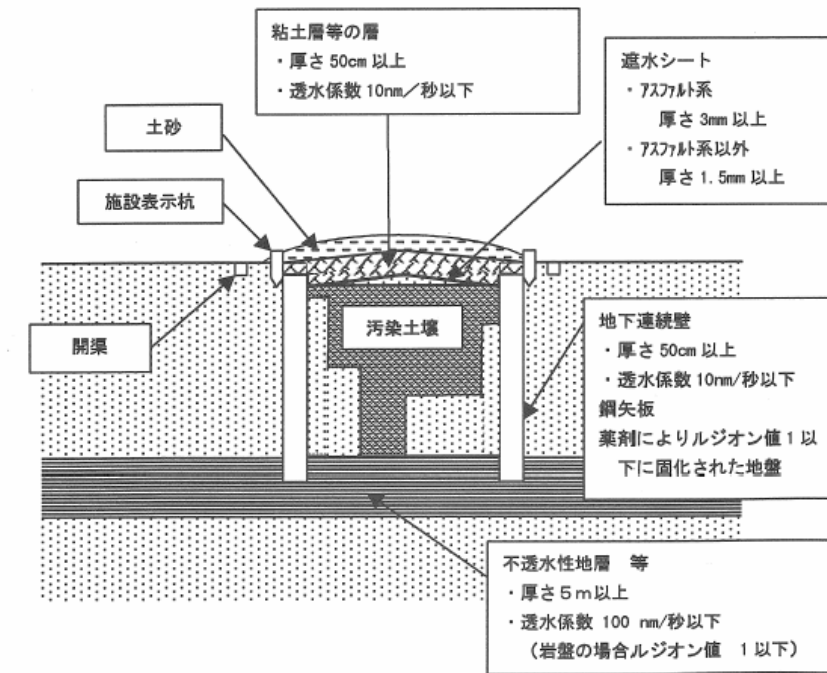 粘土層等の層
・厚さ 50cm 以上
・透水係数 10nm／秒以下
遮水シート
・ｱｽﾌｧﾙﾄ系
厚さ 3mm 以上
・ｱｽﾌｧﾙﾄ系以外
厚さ 1.5mm 以上
土砂
施設表示杭
開渠
汚染土壌
地下連続壁
・厚さ 50cm 以上
・透水係数 10nm/秒以下
鋼矢板
薬剤によりルジオン値 1 以
下に固化された地盤
不透水性地層　等
・厚さ５ｍ以上
・透水係数 100 nm/秒以下
（岩盤の場合ルジオン値　1 以下）